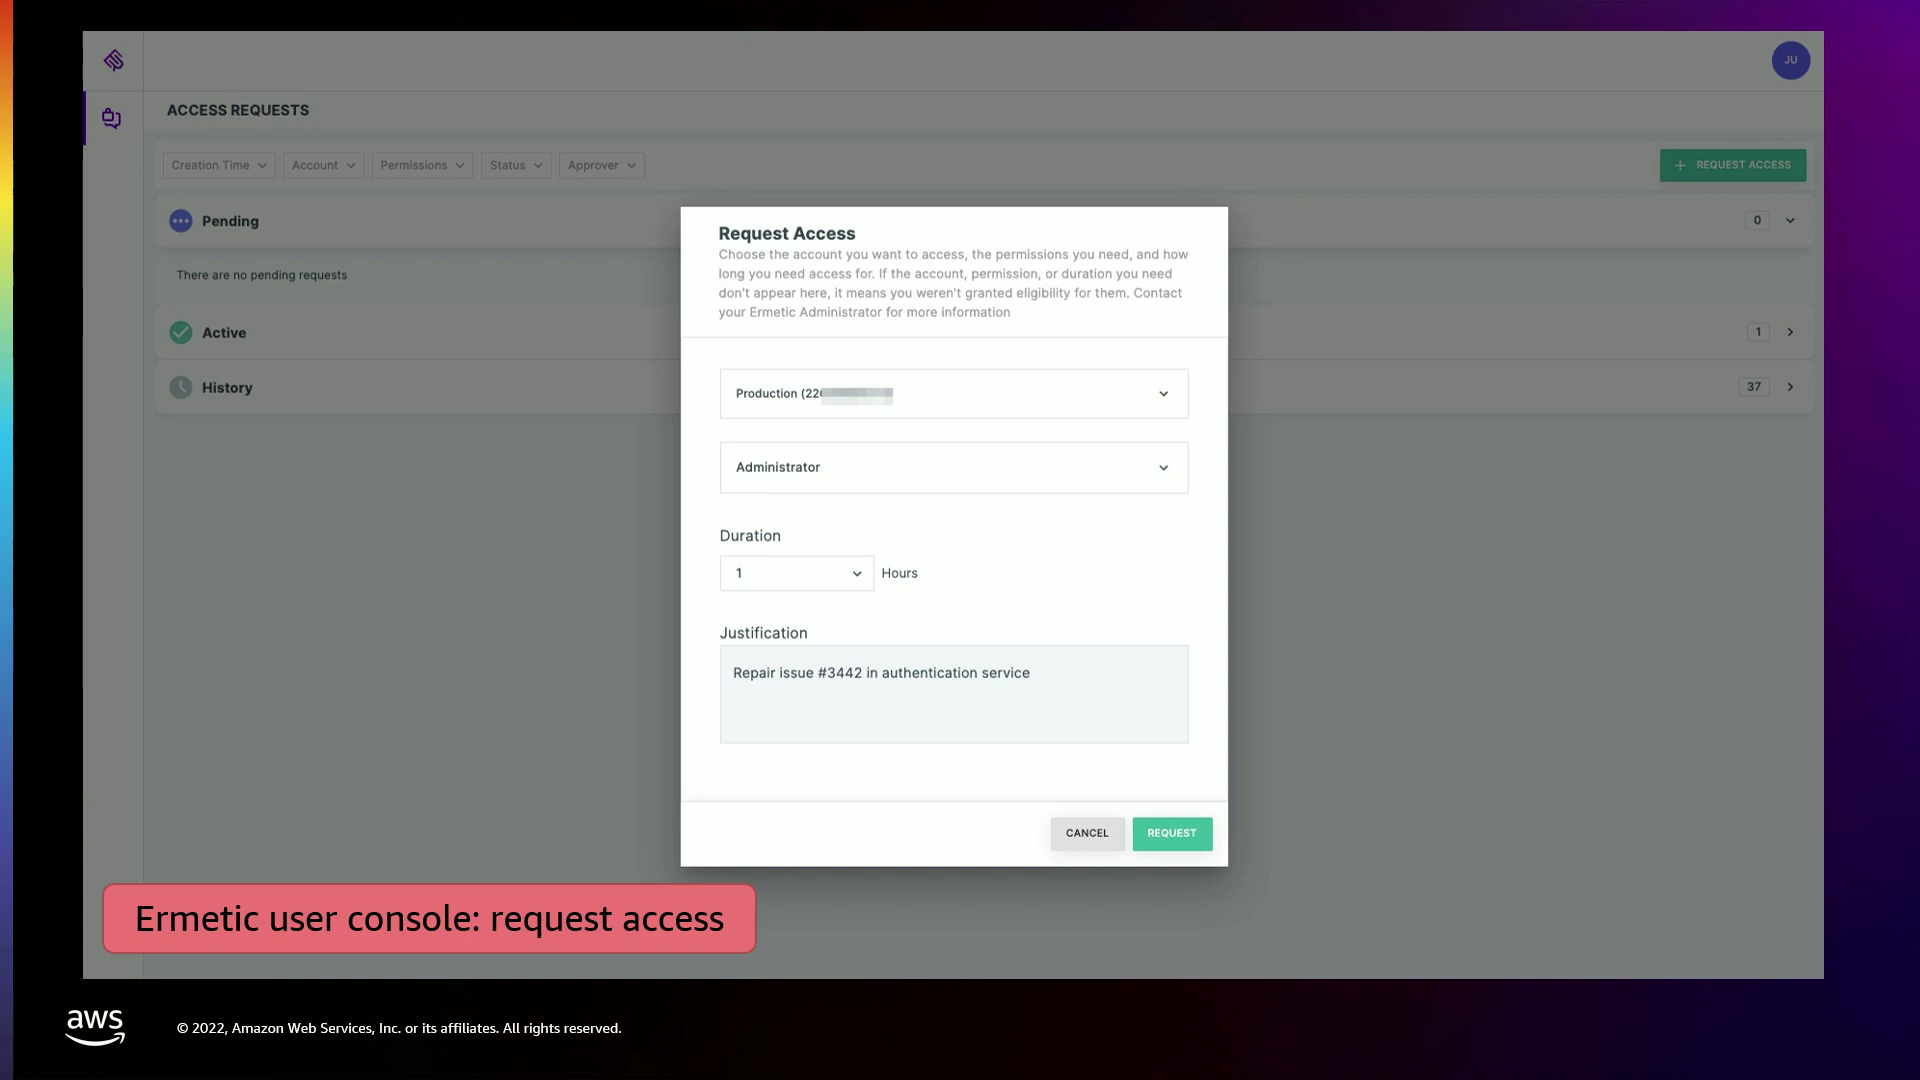 JU
ACCESS REQUESTS
Creation Time
Account
Permissions
Status
Approver
REQUEST ACCESS
Pending
0
There are no pending requests
Active
1
History
37
Request Access
Choose the account you want to access, the permissions you need, and how
long you need access for. If the account, permission, or duration you need
don't appear here, it means you weren't granted eligibility for them. Contact
your Ermetic Administrator for more information
Production (22
Administrator
Duration
1
Hours
Justification
Repair issue #3442 in authentication service
CANCEL
REQUEST
Ermetic user console: request access
aws
© 2022, Amazon Web Services, Inc. or its affiliates. All rights reserved.